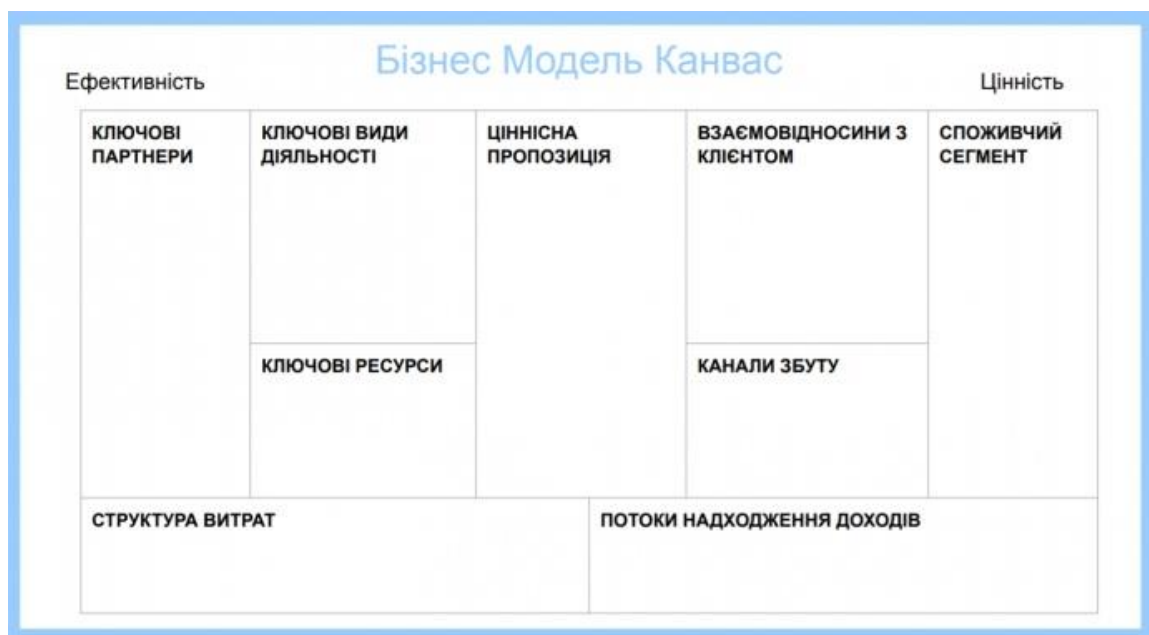 Бізнес Модель Канвас
Ефективність
Цінність
КЛЮЧОВІ
ПАРТНЕРИ
КЛЮЧОВІ ВИДИ
ДІЯЛЬНОСТІ
КЛЮЧОВІ РЕСУРСИ
ЦІННІСНА
ПРОПОЗИЦІЯ
ВЗАЄМОВІДНОСИНИ З
КЛІЄНТОМ
КАНАЛИ ЗБУТУ
СПОЖИВЧИЙ
СЕГМЕНТ
СТРУКТУРА ВИТРАТ
ПОТОКИ НАДХОДЖЕННЯ ДОХОДІВ